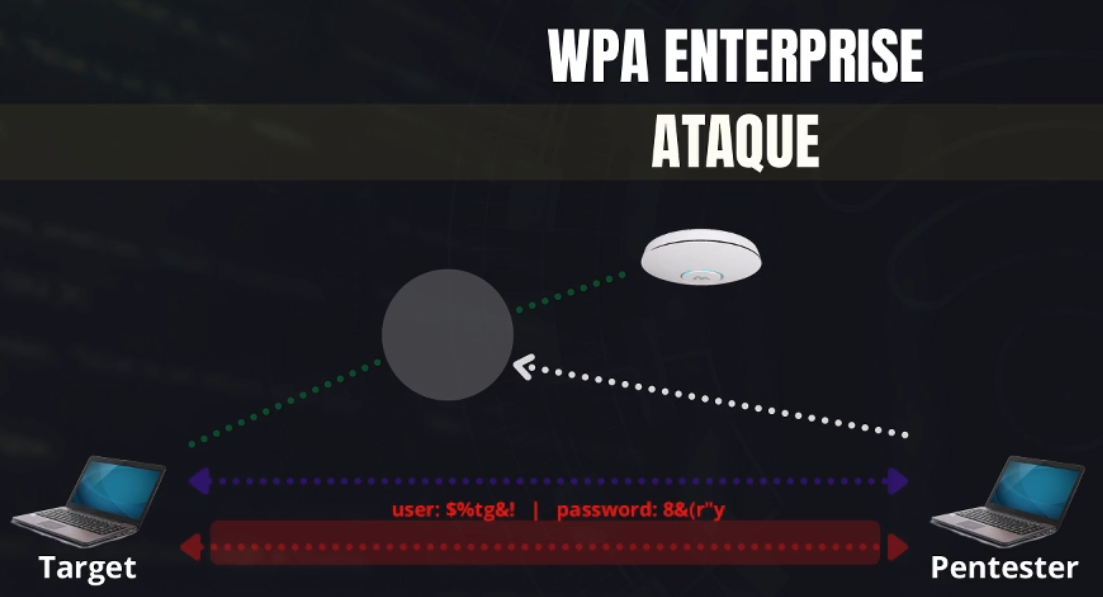 WPA ENTERPRISE
ATAQUE
user: $%tg&! | password: 8&(r"y
Target
Pentester